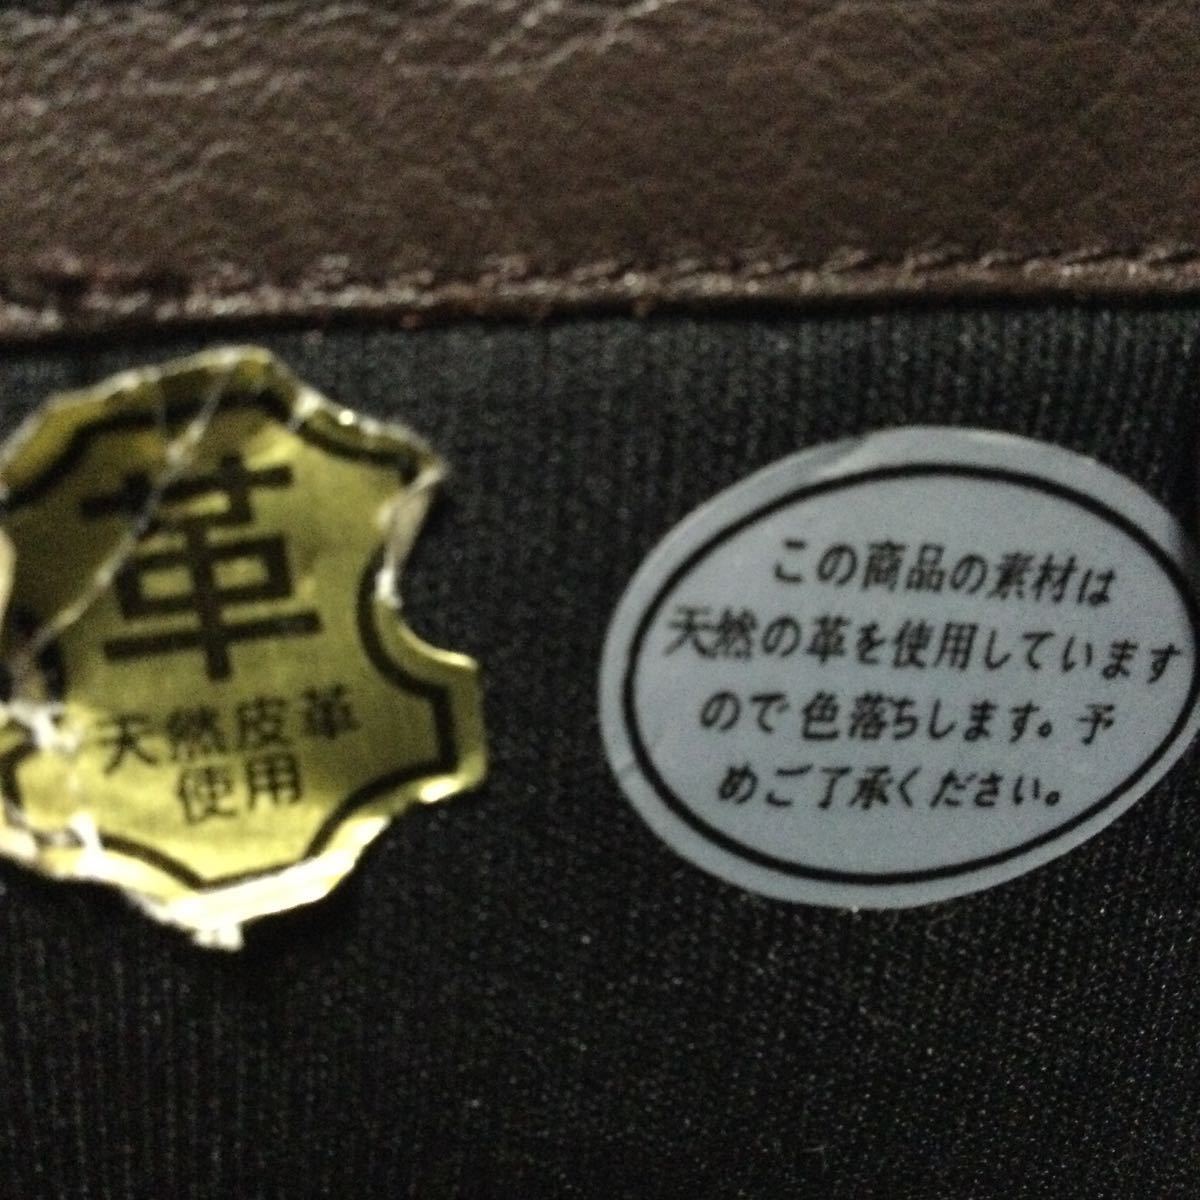 革
天然皮革
使用
この商品の素材は
天然の革を使用しています
ので色落ちします。予
めご了承ください。